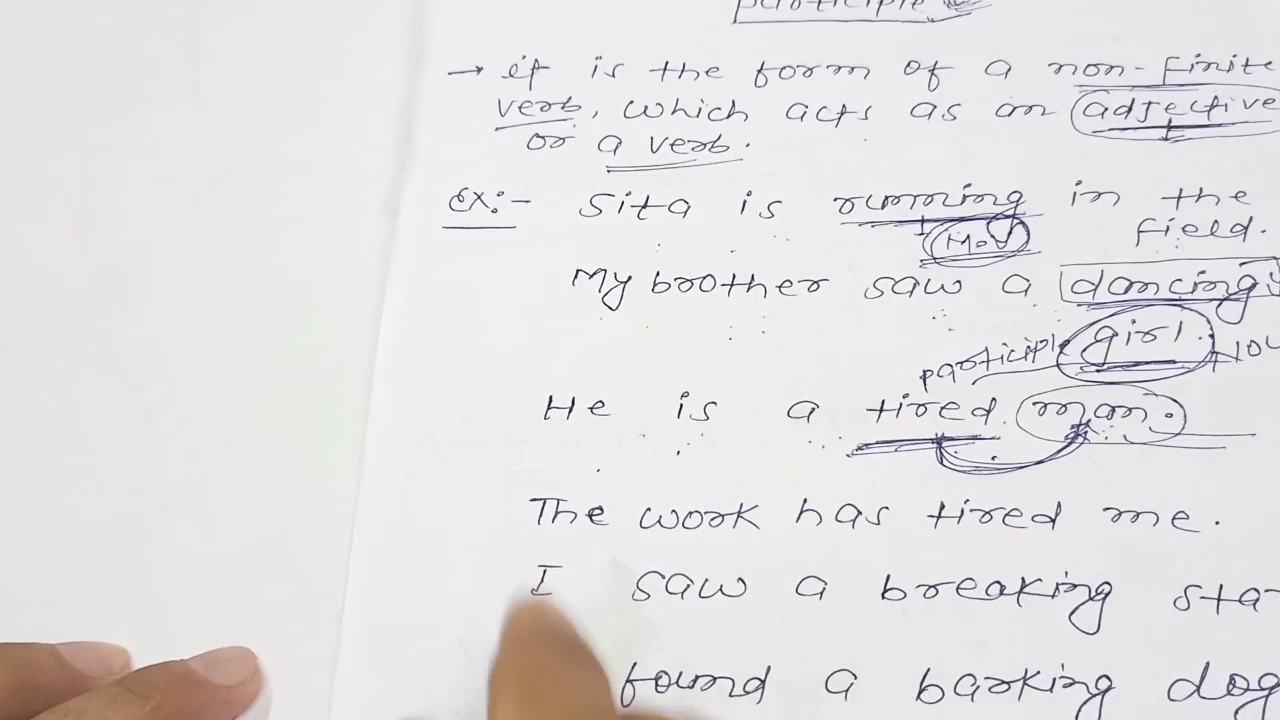 participle
→ it is the form of a non-finite
verb, which acts as an adjective
or a verb.
Ex:- Sita is running in the
field.
M.V
My brother saw a dancing
girl.
participle
He is a tired man.
The work has tired me.
I saw a breaking sta
found a barking dog